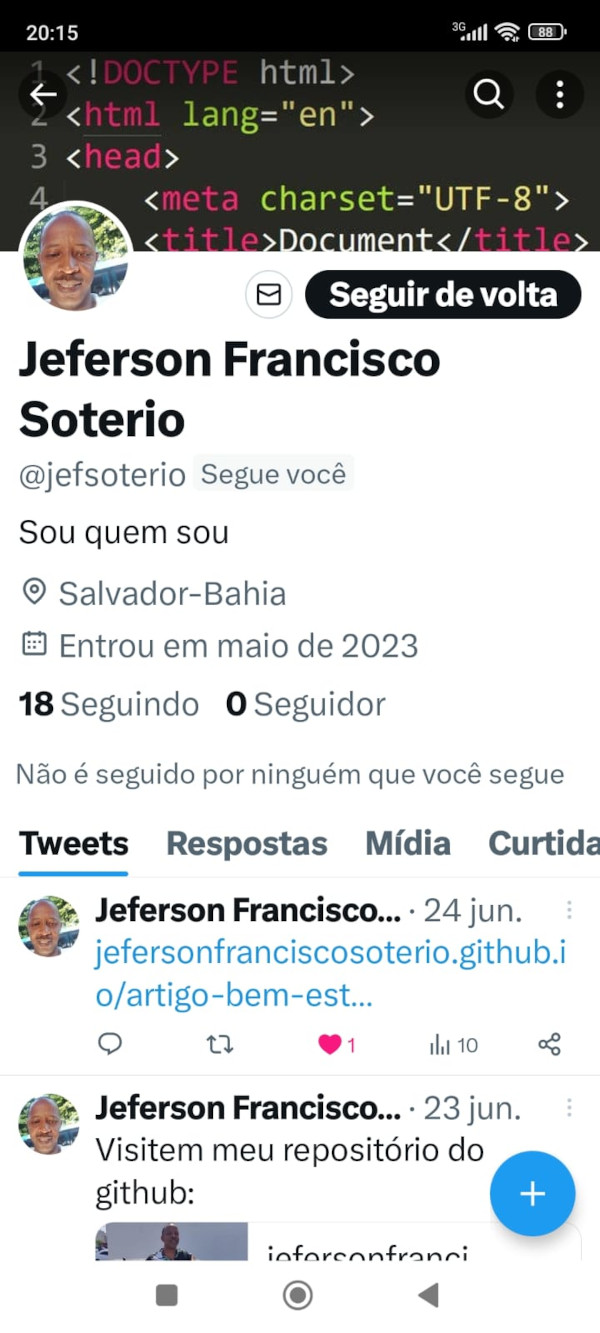 20:15
3G
88
1 <!DOCTYPE html>
2 <html lang="en">
3 <head>
4 <meta charset="UTF-8">
<title>Document</title>
Seguir de volta
Jeferson Francisco
Soterio
@jefsoterio Segue você
Sou quem sou
Salvador-Bahia
Entrou em maio de 2023
18 Seguindo 0 Seguidor
Não é seguido por ninguém que você segue
Tweets Respostas Mídia Curtida
Jeferson Francisco... · 24 jun.
jefersonfranciscosoterio.github.i
o/artigo-bem-est...
1 10
Jeferson Francisco... · 23 jun.
Visitem meu repositório do
github:
jefersonfranci